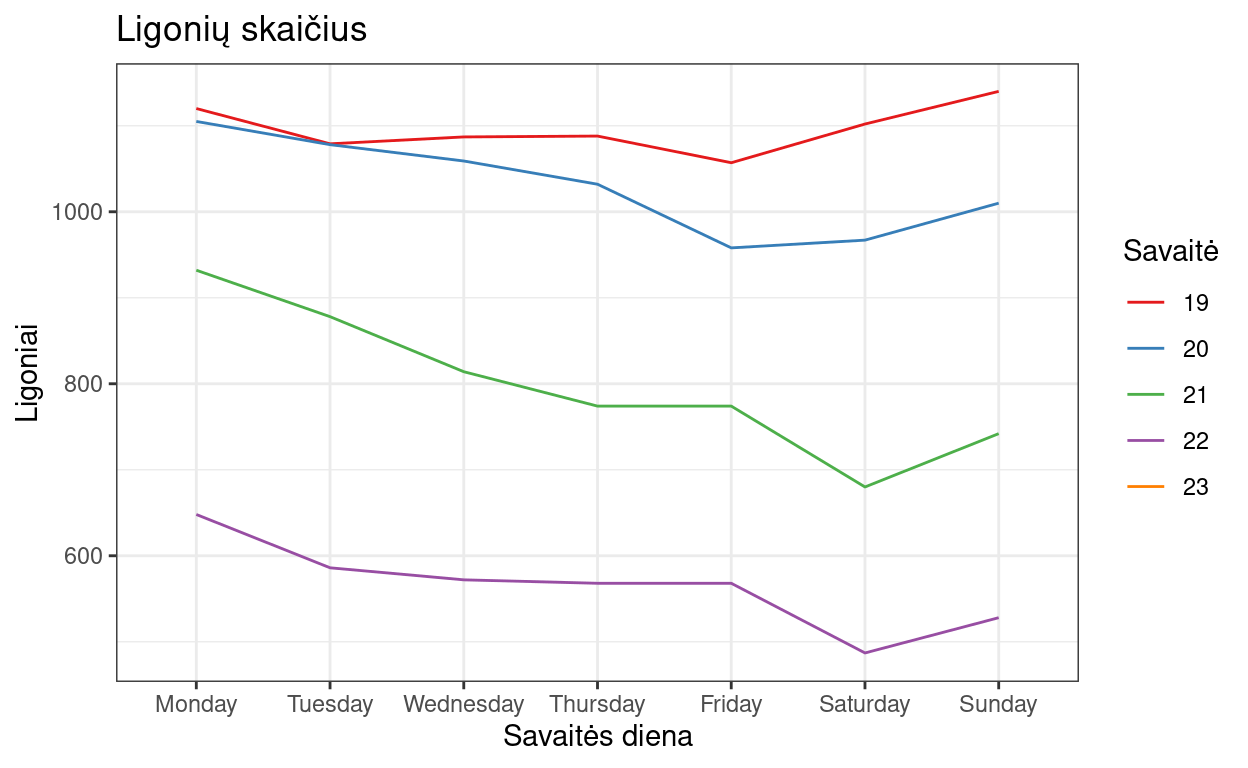 Ligonių skaičius
Ligoniai
1000
800
600
Monday Tuesday Wednesday Thursday Friday Saturday Sunday
Savaitės diena
Savaitė
19
20
21
22
23